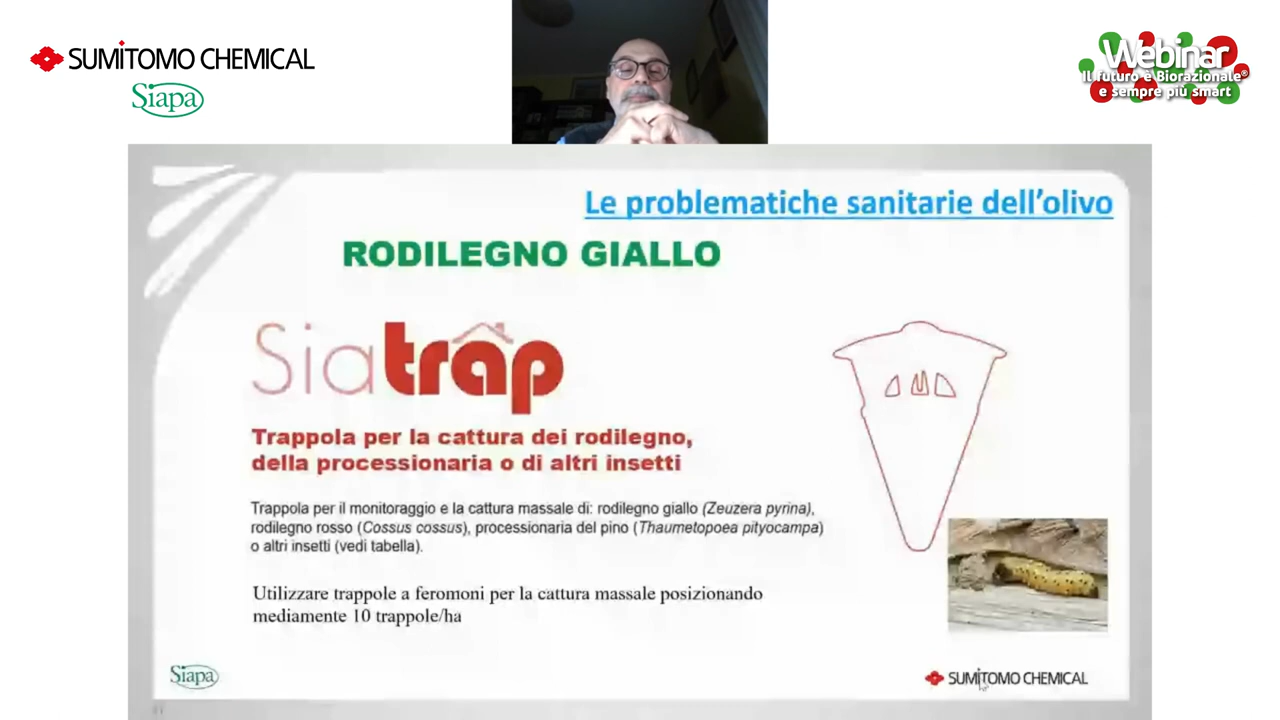 SUMITOMO CHEMICAL
Siapa
Webinar
Il futuro è Biorazionale®
e sempre più smart
Le problematiche sanitarie dell'olivo
RODILEGNO GIALLO
Siatrap
Trappola per la cattura dei rodilegno,
della processionaria o di altri insetti
Trappola per il monitoraggio e la cattura massale di: rodilegno giallo (Zeuzera pyrina),
rodilegno rosso (Cossus cossus), processionaria del pino (Thaumetopoea pityocampa)
o altri insetti (vedi tabella).
Utilizzare trappole a feromoni per la cattura massale posizionando
mediamente 10 trappole/ha
Siapa
SUMITOMO CHEMICAL